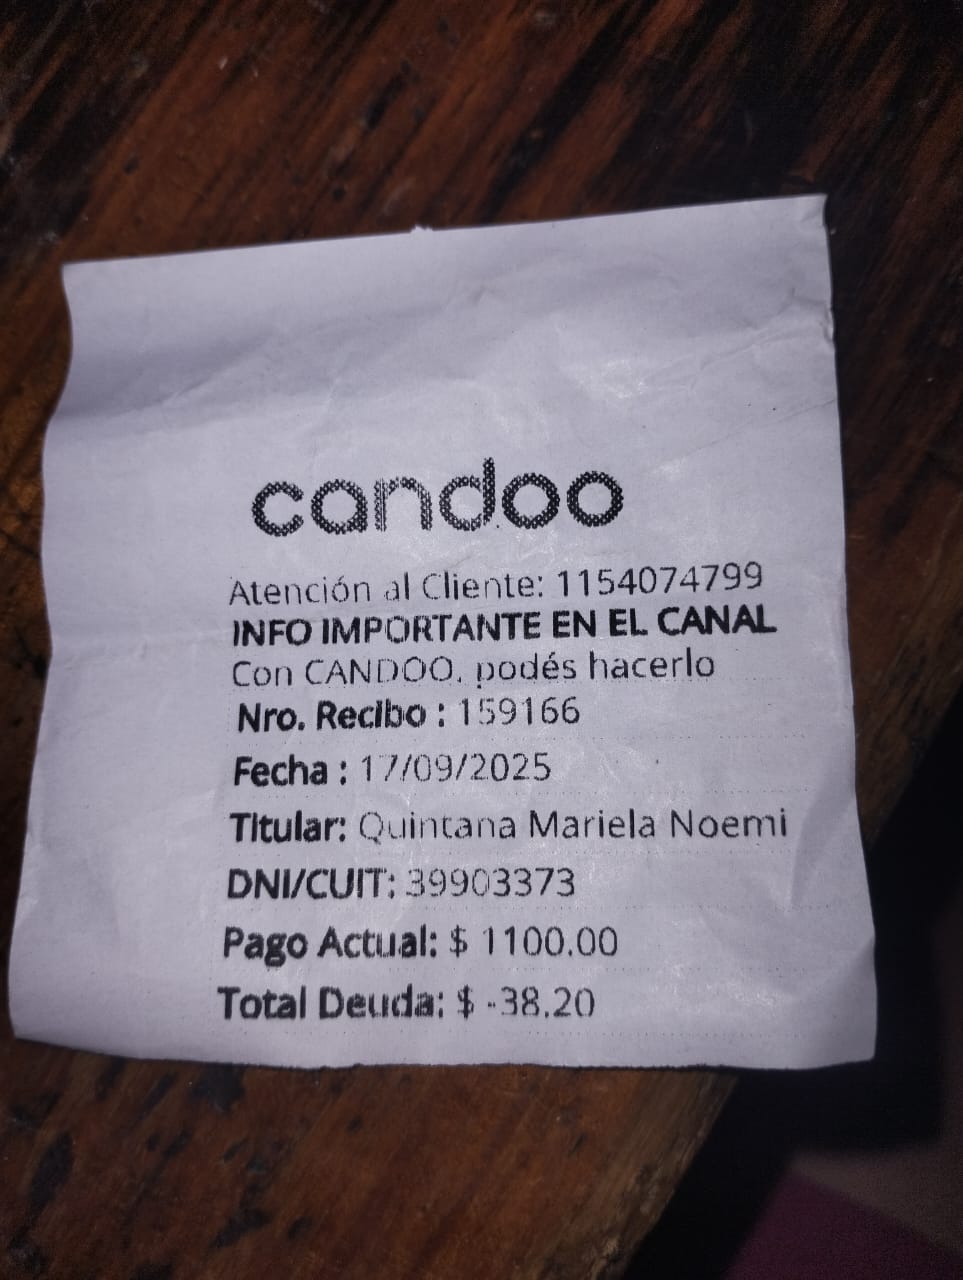 candoo
Atención al Cliente: 1154074799
INFO IMPORTANTE EN EL CANAL
Con CANDOO, podés hacerlo
Nro. Recibo : 159166
Fecha : 17/09/2025
Titular: Quintana Mariela Noemi
DNI/CUIT: 39903373
Pago Actual: $ 1100.00
Total Deuda: $ -38.20